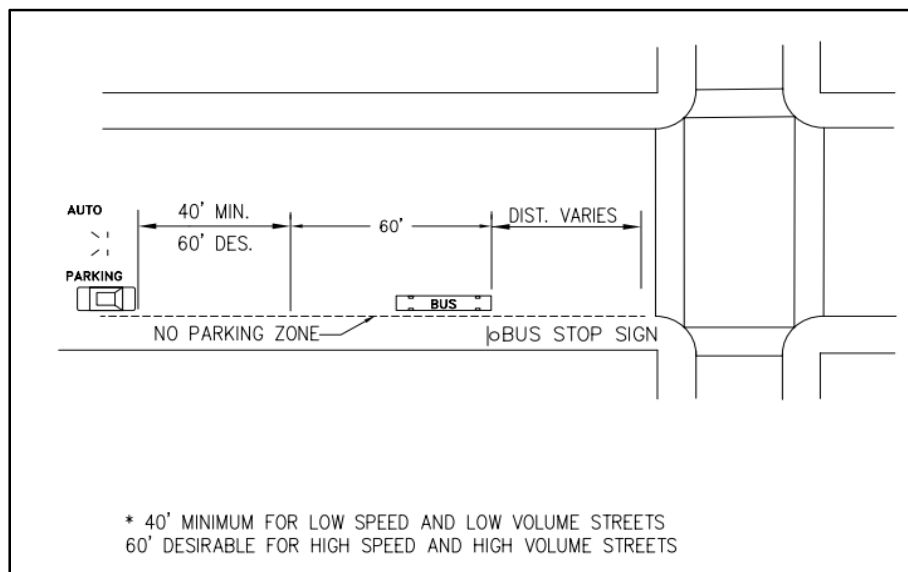 AUTO
PARKING
40' MIN.
60' DES.
60'
DIST. VARIES
BUS
NO PARKING ZONE
BUS STOP SIGN
* 40' MINIMUM FOR LOW SPEED AND LOW VOLUME STREETS
60' DESIRABLE FOR HIGH SPEED AND HIGH VOLUME STREETS